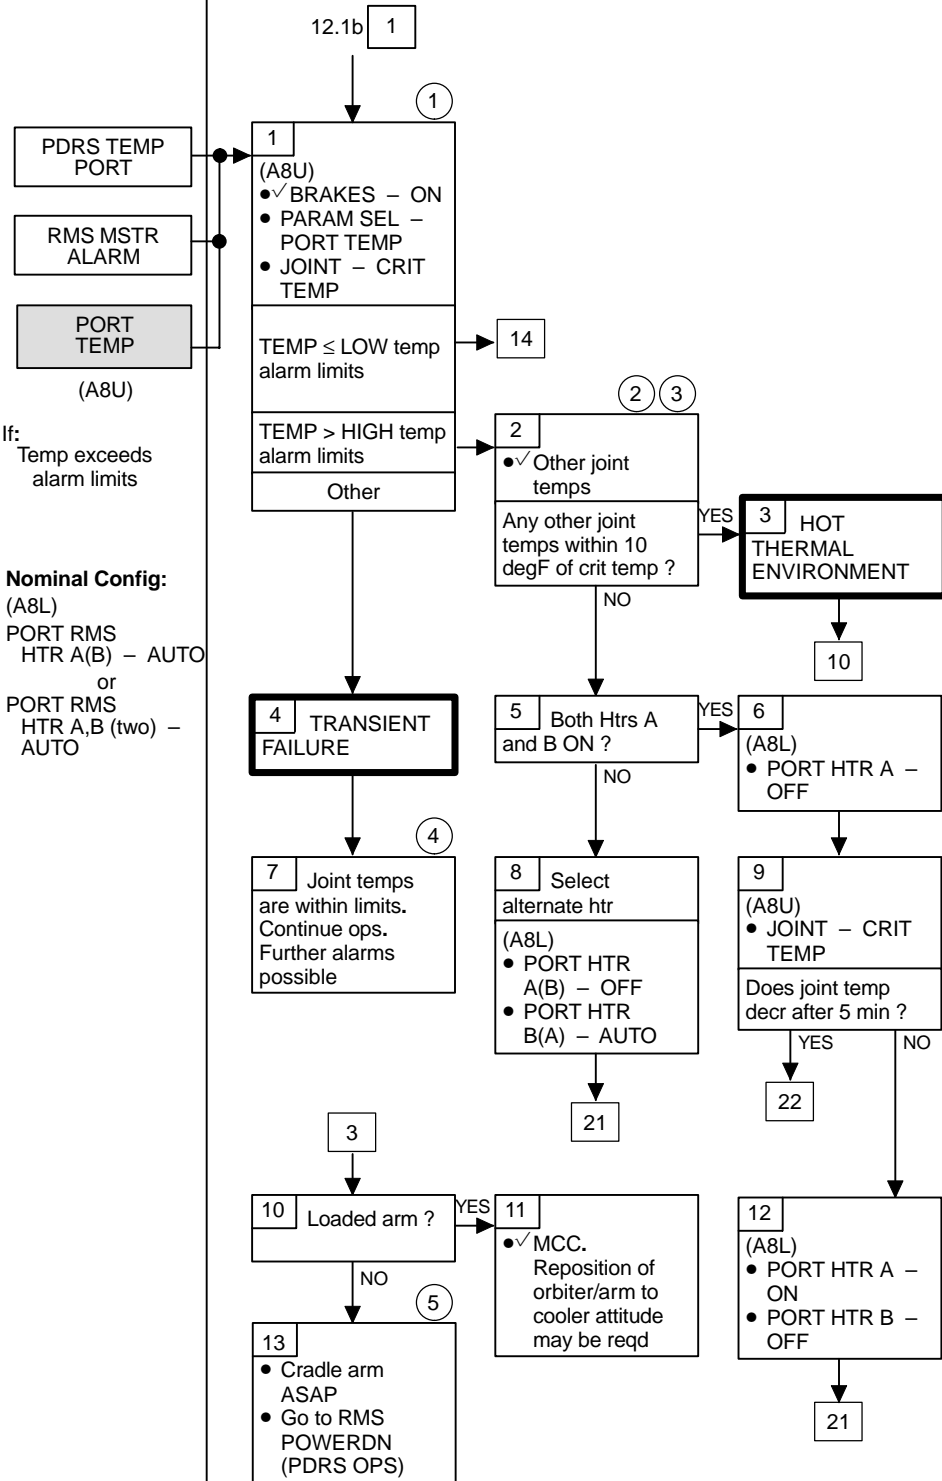 12.1b 1
1
PDRS TEMP
PORT
RMS MSTR
ALARM
PORT
TEMP
(A8U)
If:
Temp exceeds
alarm limits
Nominal Config:
(A8L)
PORT RMS
HTR A(B) – AUTO
or
PORT RMS
HTR A,B (two) –
AUTO
1
(A8U)
●√ BRAKES – ON
● PARAM SEL –
PORT TEMP
● JOINT – CRIT
TEMP
TEMP ≤ LOW temp
alarm limits
14
TEMP > HIGH temp
alarm limits
Other
2 3
2
●√ Other joint
temps
Any other joint
temps within 10
degF of crit temp ?
YES
NO
3 HOT
THERMAL
ENVIRONMENT
10
4 TRANSIENT
FAILURE
5 Both Htrs A
and B ON ?
YES
NO
6
(A8L)
● PORT HTR A –
OFF
4
7 Joint temps
are within limits.
Continue ops.
Further alarms
possible
8 Select
alternate htr
(A8L)
● PORT HTR
A(B) – OFF
● PORT HTR
B(A) – AUTO
21
9
(A8U)
● JOINT – CRIT
TEMP
Does joint temp
decr after 5 min ?
YES NO
22
3
10 Loaded arm ?
YES
NO
11
●√ MCC.
Reposition of
orbiter/arm to
cooler attitude
may be reqd
12
(A8L)
● PORT HTR A –
ON
● PORT HTR B –
OFF
21
5
13
● Cradle arm
ASAP
● Go to RMS
POWERDN
(PDRS OPS)